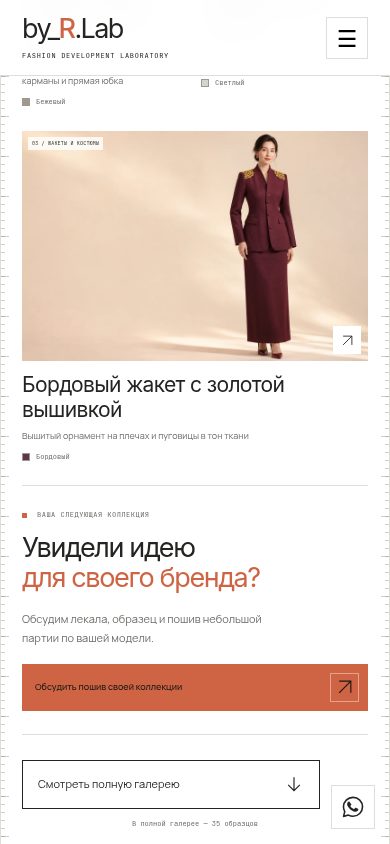 by_R.Lab
FASHION DEVELOPMENT LABORATORY
карманы и прямая юбка
Светлый
Бежевый
03 / ЖАКЕТЫ И КОСТЮМЫ
Бордовый жакет с золотой
вышивкой
Вышитый орнамент на плечах и пуговицы в тон ткани
Бордовый
ВАША СЛЕДУЮЩАЯ КОЛЛЕКЦИЯ
Увидели идею
для своего бренда?
Обсудим лекала, образец и пошив небольшой
партии по вашей модели.
Обсудить пошив своей коллекции
Смотреть полную галерею
В полной галерее — 35 образцов